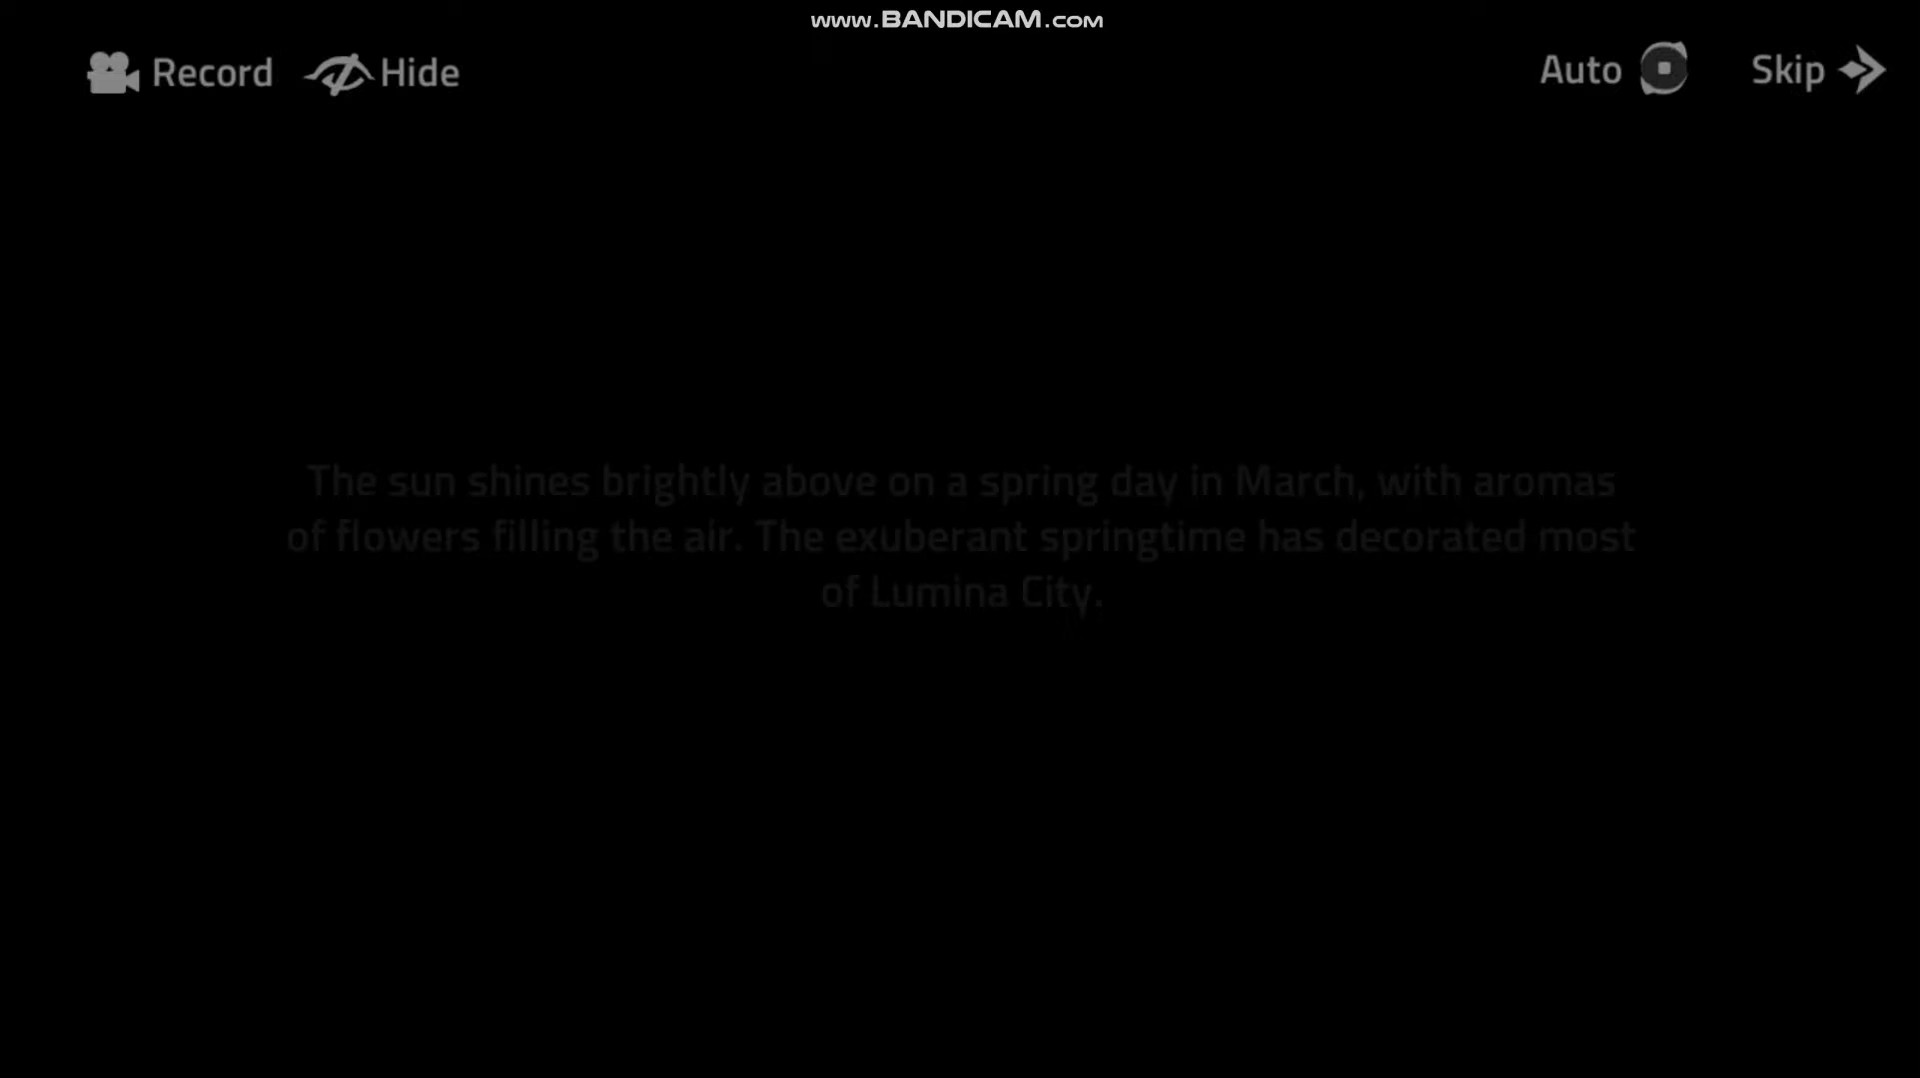 www.BANDICAM.com
Record Hide Auto Skip
The sun shines brightly above on a spring day in March, with aromas
of flowers filling the air. The exuberant springtime has decorated most
of Lumina City.